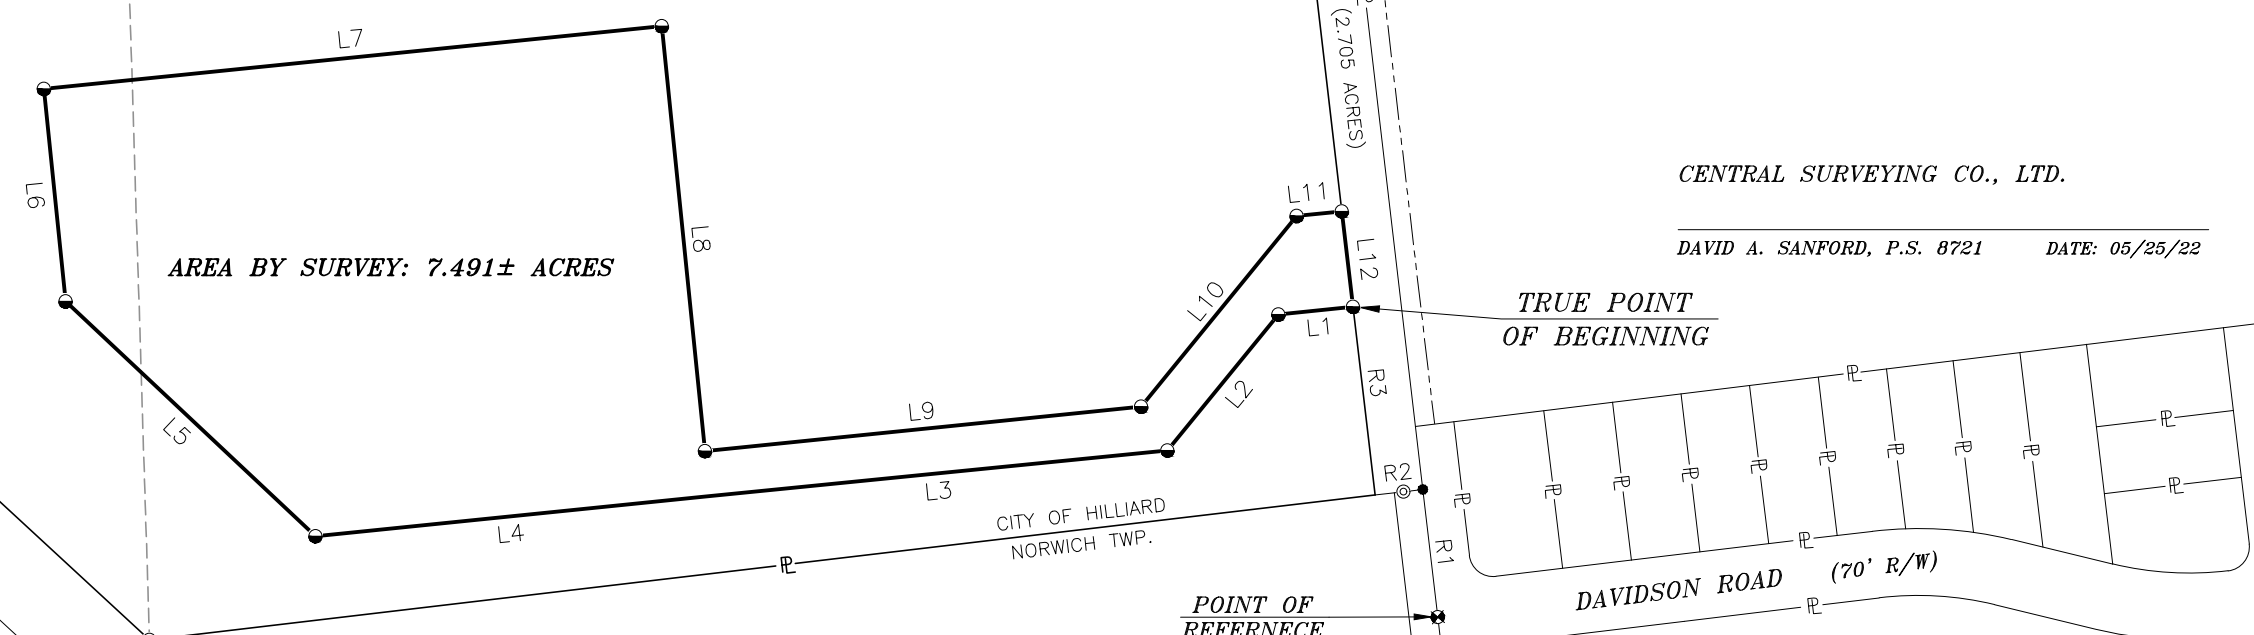 L7
(2.705 ACRES)
L6
L8
AREA BY SURVEY: 7.491± ACRES
L11
L12
L10
L1
L2
R3
L9
L5
L3
L4
R2
R1
CITY OF HILLIARD
NORWICH TWP.
CENTRAL SURVEYING CO., LTD.
DAVID A. SANFORD, P.S. 8721 DATE: 05/25/22
TRUE POINT
OF BEGINNING
DAVIDSON ROAD (70' R/W)
POINT OF
REFERNECE